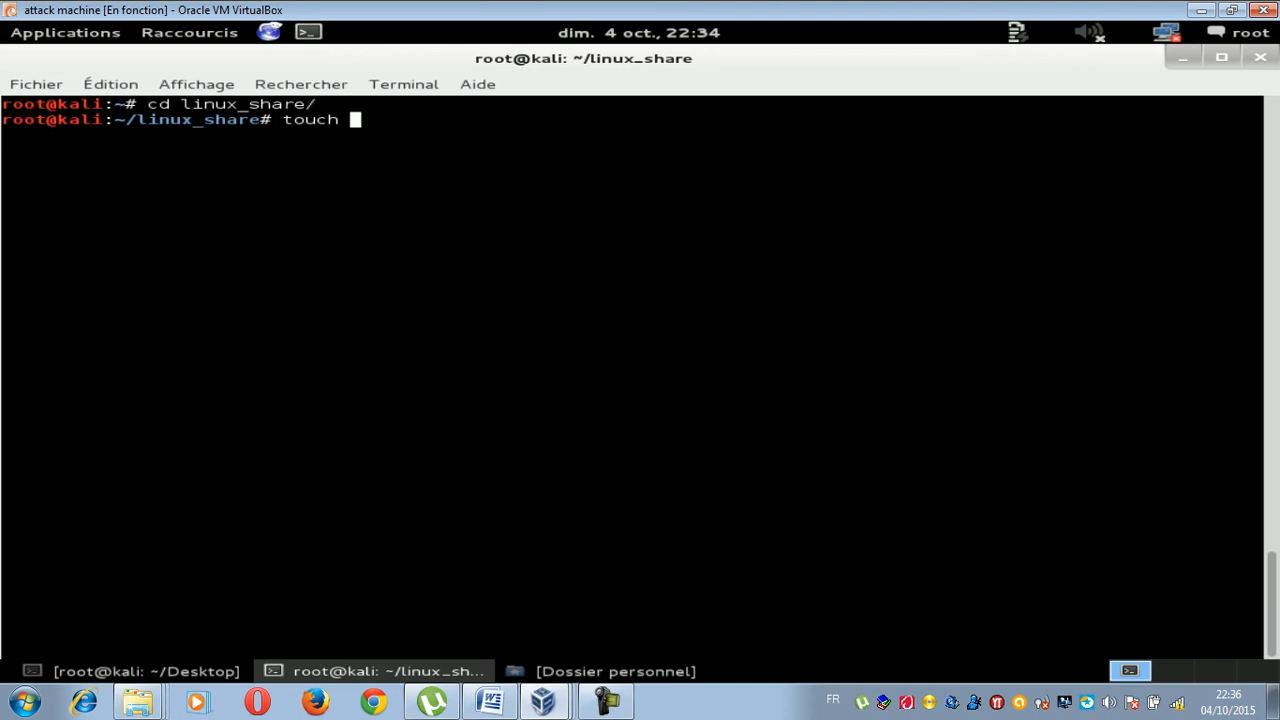 attack machine [En fonction] - Oracle VM VirtualBox
Applications Raccourcis dim. 4 oct., 22:34 root
root@kali: ~/linux_share
Fichier Édition Affichage Rechercher Terminal Aide
root@kali:~# cd linux_share/
root@kali:~/linux_share# touch
[root@kali: ~/Desktop] root@kali: ~/linux_sh... [Dossier personnel]
FR 22:36
04/10/2015